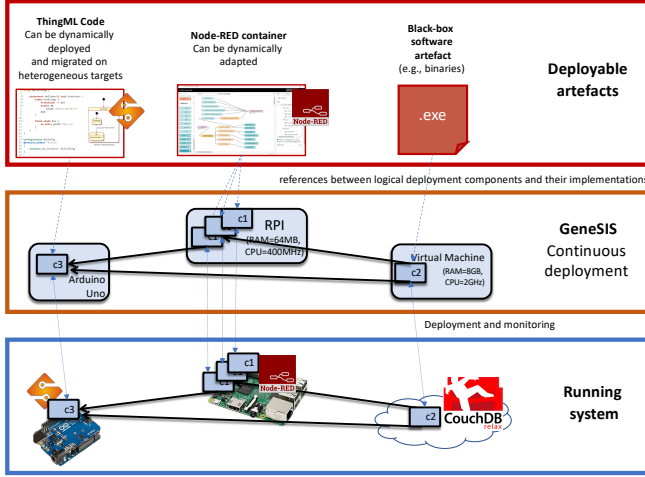 ThingML Code
Can be dynamically
deployed
and migrated on
heterogeneous targets
Node-RED container
Can be dynamically
adapted
Black-box
software
artefact
(e.g., binaries)
Deployable
artefacts
.exe
Node-RED
references between logical deployment components and their implementations
c1
RPI
(RAM=64MB,
CPU=400MHz)
GeneSIS
Continuous
deployment
c3
Arduino
Uno
Virtual Machine
c2
(RAM=8GB,
CPU=2GHz)
Deployment and monitoring
c1
Node-RED
c3
c2
CouchDB
relax
Running
system